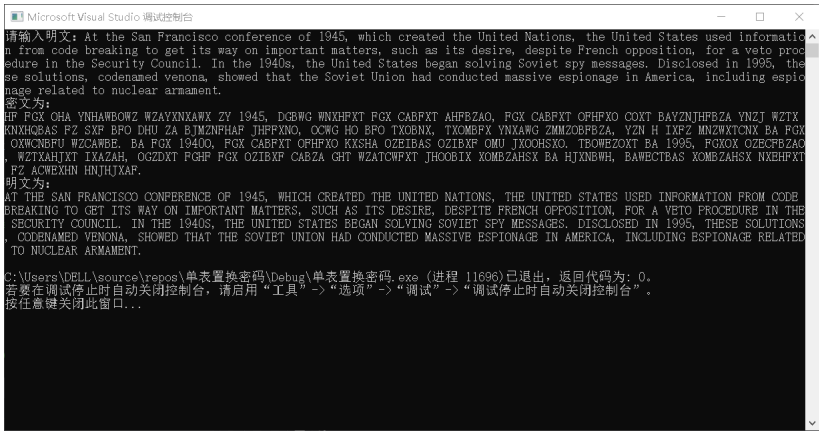 Microsoft Visual Studio 调试控制台
请输入明文: At the San Francisco conference of 1945, which created the United Nations, the United States used informatio
n from code breaking to get its way on important matters, such as its desire, despite French opposition, for a veto proc
edure in the Security Council. In the 1940s, the United States began solving Soviet spy messages. Disclosed in 1995, the
se solutions, codenamed venona, showed that the Soviet Union had conducted massive espionage in America, including espio
nage related to nuclear armament.
密文为:
HF FGX OHA YNHAWBOWZ WZAYXNXAWX ZY 1945, DGBWG WNXHFXT FGX CABFXT AHFBZAO, FGX CABFXT OFHFXO COXT BAYZNJHFBZA YNZJ WZTX
KNXHQBAS FZ SXF BFO DHU ZA BJMZNFHAF JHFFXNO, OCWG HO BFO TXOBNX, TXOMBFX YNXAWG ZMMZOBFBZA, YZN H IXFZ MNZWXTCNX BA FGX
 OXWCNBFU WZCAWBE. BA FGX 1940O, FGX CABFXT OFHFXO KXSHA OZEIBAS OZIBXF OMU JXOOHSXO. TBOWEZOXT BA 1995, FGXOX OZECFBZAO
, WZTXAHJXT IXAZAH, OGZDXT FGHF FGX OZIBXF CABZA GHT WZATCWFXT JHOOBIX XOMBZAHSX BA HJXNBWH, BAWECTBAS XOMBZAHSX NXEHFXT
 FZ ACWEXHN HNJHJXAF.
明文为:
AT THE SAN FRANCISCO CONFERENCE OF 1945, WHICH CREATED THE UNITED NATIONS, THE UNITED STATES USED INFORMATION FROM CODE
BREAKING TO GET ITS WAY ON IMPORTANT MATTERS, SUCH AS ITS DESIRE, DESPITE FRENCH OPPOSITION, FOR A VETO PROCEDURE IN THE
 SECURITY COUNCIL. IN THE 1940S, THE UNITED STATES BEGAN SOLVING SOVIET SPY MESSAGES. DISCLOSED IN 1995, THESE SOLUTIONS
, CODENAMED VENONA, SHOWED THAT THE SOVIET UNION HAD CONDUCTED MASSIVE ESPIONAGE IN AMERICA, INCLUDING ESPIONAGE RELATED
 TO NUCLEAR ARMAMENT.
C:\Users\DELL\source\repos\单表置换密码\Debug\单表置换密码.exe (进程 11696)已退出，返回代码为: 0。
若要在调试停止时自动关闭控制台，请启用“工具”->“选项”->“调试”->“调试停止时自动关闭控制台”。
按任意键关闭此窗口...